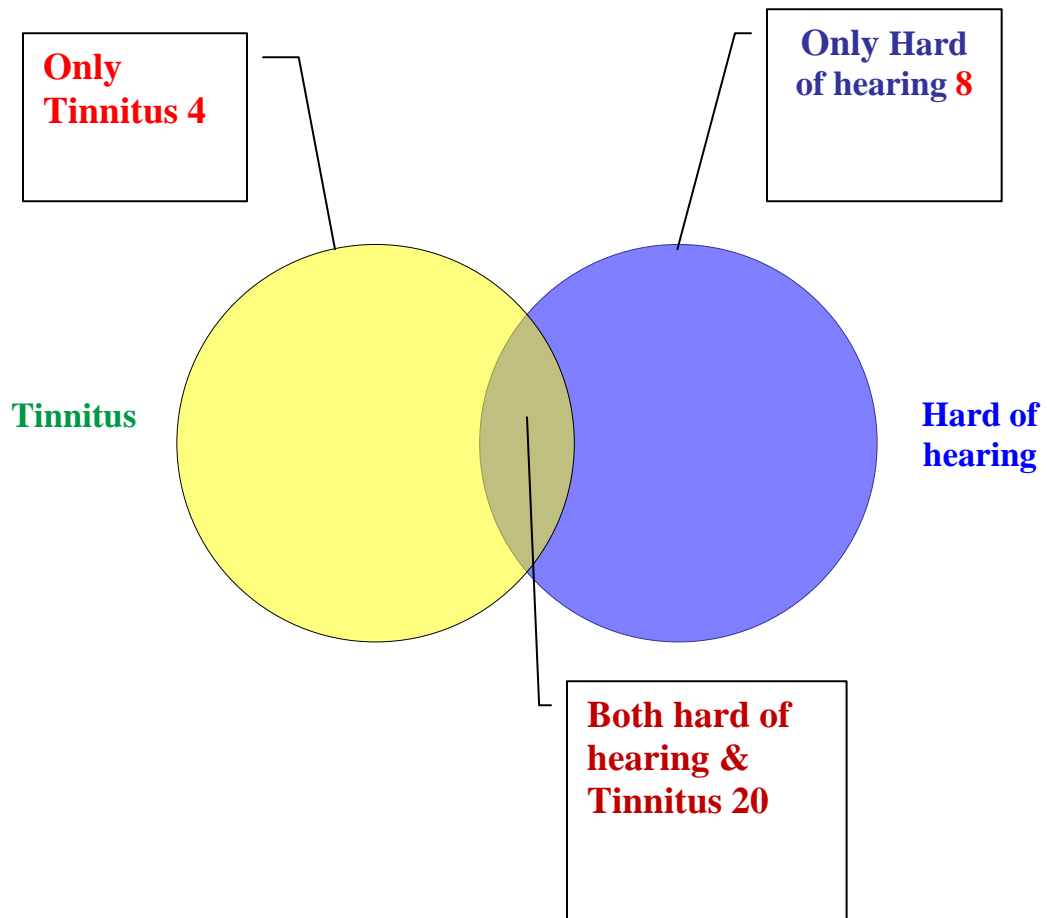 Only
Tinnitus 4
Only Hard
of hearing 8
Tinnitus
Hard of
hearing
Both hard of
hearing &
Tinnitus 20